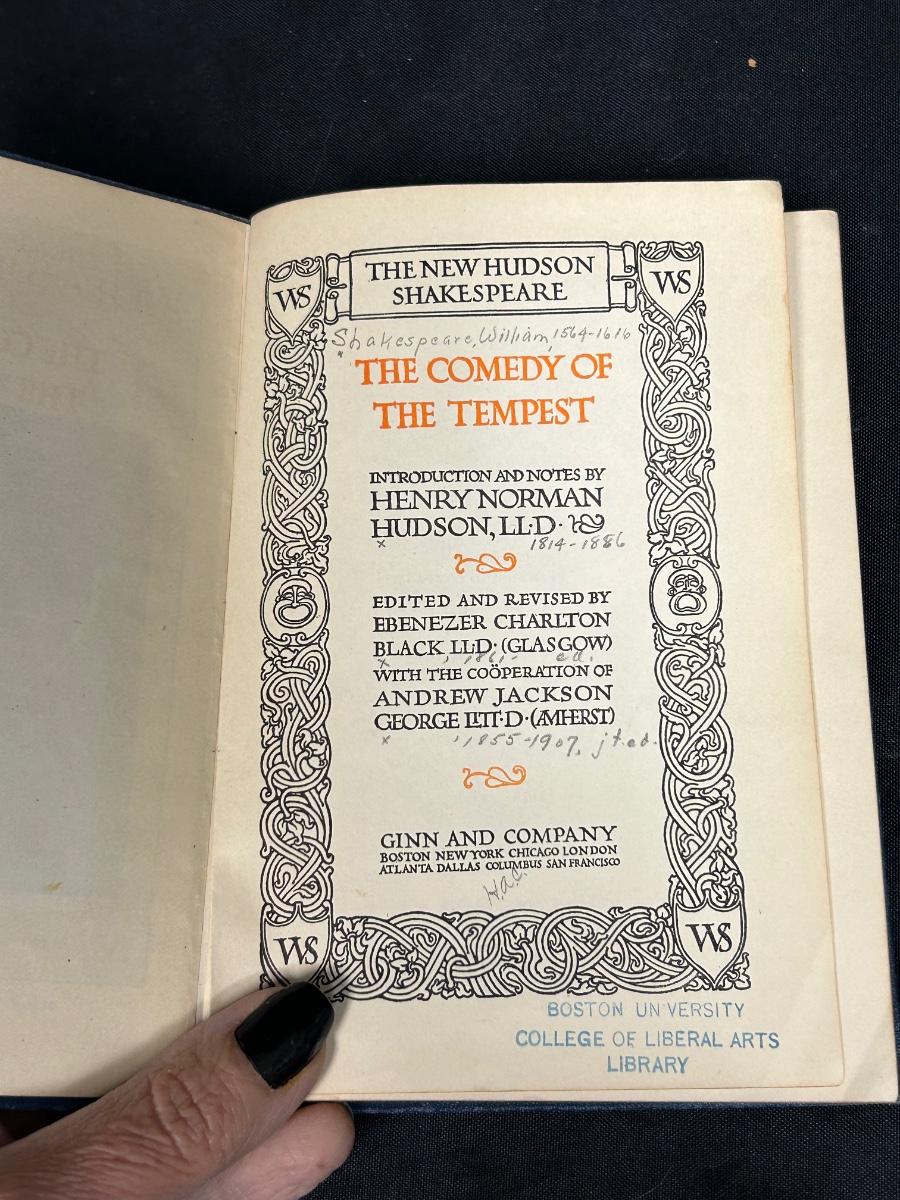 WS
THE NEW HUDSON
SHAKESPEARE
WS
Shakespeare, William, 1564-1616
THE COMEDY OF
THE TEMPEST
INTRODUCTION AND NOTES BY
HENRY NORMAN
HUDSON, LL·D·
x
1814-1886
EDITED AND REVISED BY
EBENEZER CHARLTON
BLACK LL·D· (GLASGOW)
x , 1861- ed.
WITH THE COÖPERATION OF
ANDREW JACKSON
GEORGE LITT·D·(AMHERST)
x , 1855-1907, jt. ed.
GINN AND COMPANY
BOSTON NEW YORK CHICAGO LONDON
ATLANTA DALLAS COLUMBUS SAN FRANCISCO
WS
WS
BOSTON UNIVERSITY
COLLEGE OF LIBERAL ARTS
LIBRARY